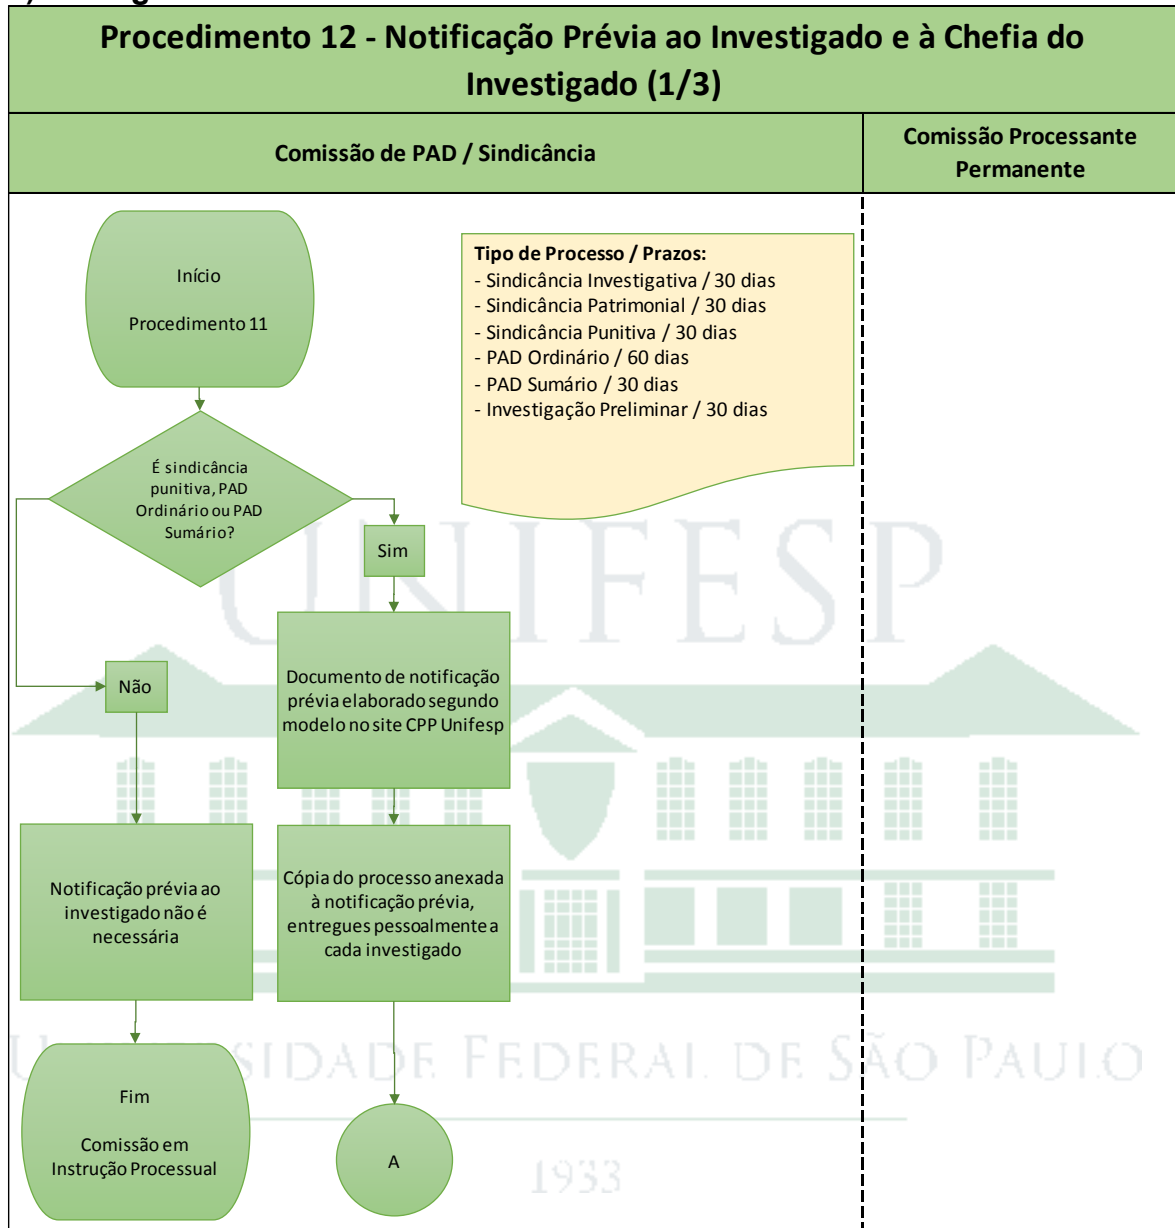 Procedimento 12 - Notificação Prévia ao Investigado e à Chefia do
Investigado (1/3)
Comissão de PAD / Sindicância
Comissão Processante
Permanente
Início
Procedimento 11
Tipo de Processo / Prazos:
- Sindicância Investigativa / 30 dias
- Sindicância Patrimonial / 30 dias
- Sindicância Punitiva / 30 dias
- PAD Ordinário / 60 dias
- PAD Sumário / 30 dias
- Investigação Preliminar / 30 dias
É sindicância
punitiva, PAD
Ordinário ou PAD
Sumário?
Sim
Não
Documento de notificação
prévia elaborado segundo
modelo no site CPP Unifesp
Notificação prévia ao
investigado não é
necessária
Cópia do processo anexada
à notificação prévia,
entregues pessoalmente a
cada investigado
Fim
Comissão em
Instrução Processual
A
UNIFESP
UNIVERSIDADE FEDERAL DE SÃO PAULO
1933